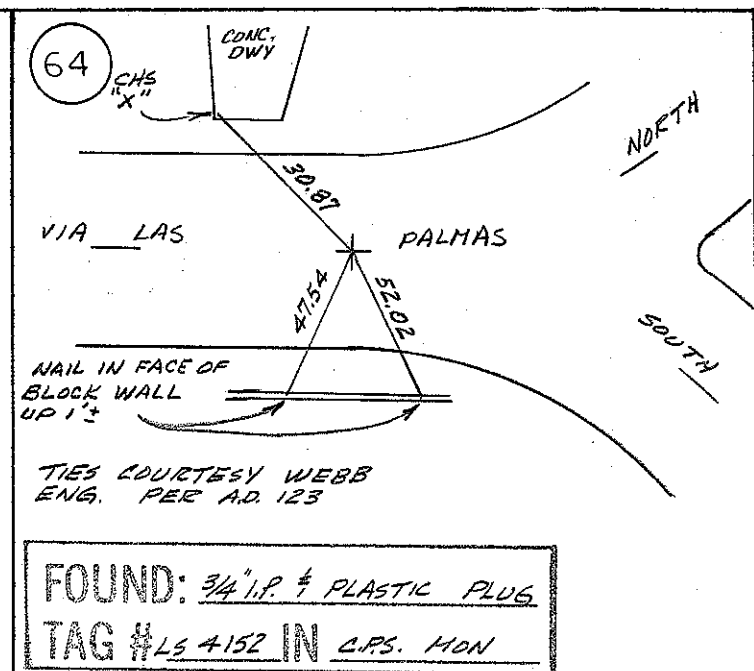 64
CONC.
DWY
CHS
"X"
NORTH
30.87
VIA LAS PALMAS
47.54
52.02
SOUTH
NAIL IN FACE OF
BLOCK WALL
UP 1'±
TIES COURTESY WEBB
ENG. PER A.D. 123
FOUND: 3/4" I.P. & PLASTIC PLUG
TAG # LS 4152 IN C.P.S. MON